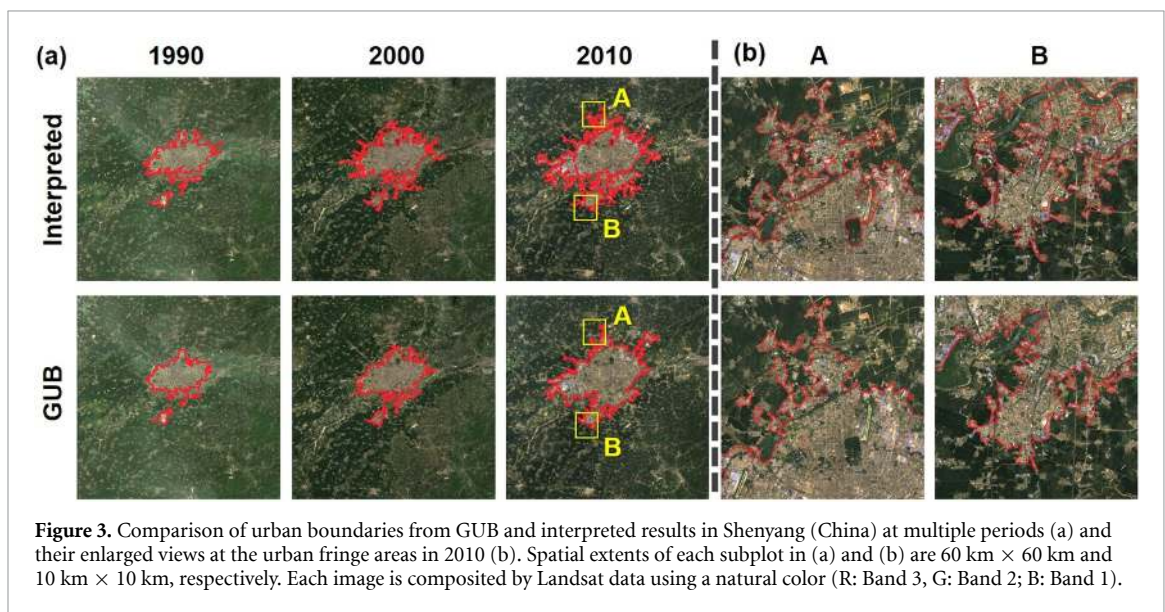 (a) 1990 2000 2010 (b) A B
Interpreted
A
B
GUB
A
B
Figure 3. Comparison of urban boundaries from GUB and interpreted results in Shenyang (China) at multiple periods (a) and
their enlarged views at the urban fringe areas in 2010 (b). Spatial extents of each subplot in (a) and (b) are 60 km × 60 km and
10 km × 10 km, respectively. Each image is composited by Landsat data using a natural color (R: Band 3, G: Band 2; B: Band 1).